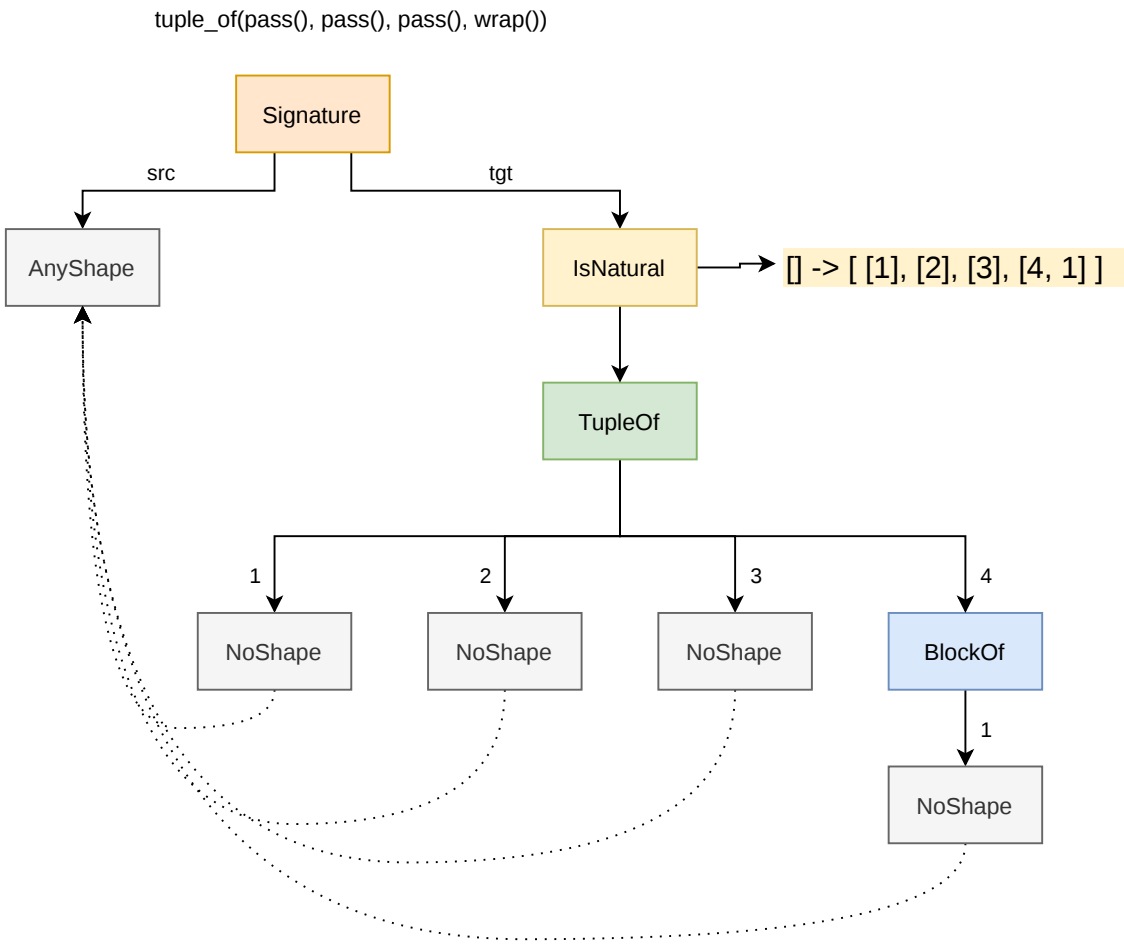 tuple_of(pass(), pass(), pass(), wrap())
Signature
src
tgt
AnyShape
IsNatural
[] -> [ [1], [2], [3], [4, 1] ]
TupleOf
1
2
3
4
NoShape
NoShape
NoShape
BlockOf
1
NoShape